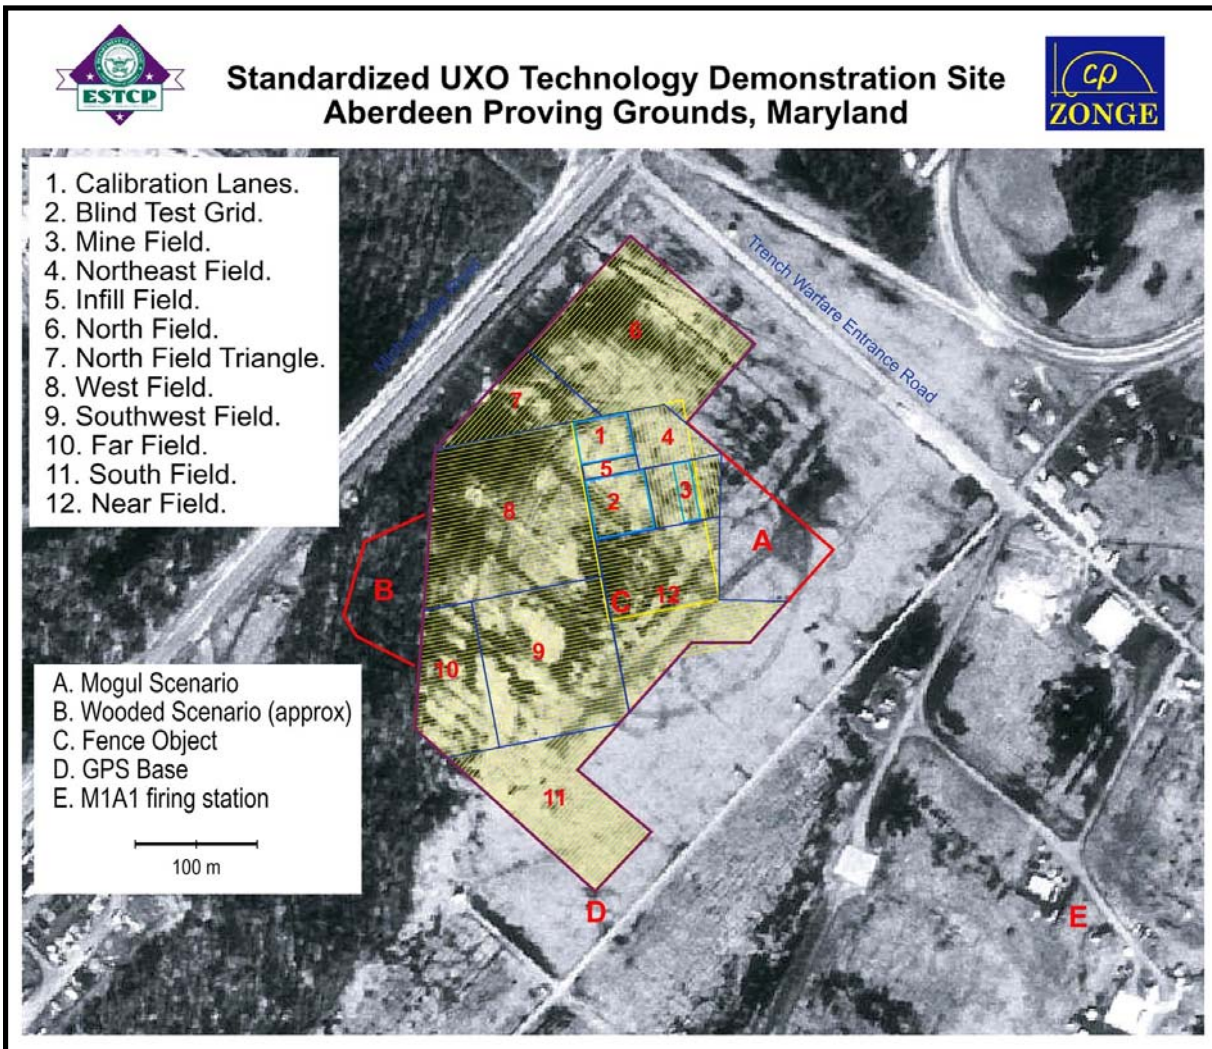 ESTCP
Standardized UXO Technology Demonstration Site
Aberdeen Proving Grounds, Maryland
cp
ZONGE
1. Calibration Lanes.
2. Blind Test Grid.
3. Mine Field.
4. Northeast Field.
5. Infill Field.
6. North Field.
7. North Field Triangle.
8. West Field.
9. Southwest Field.
10. Far Field.
11. South Field.
12. Near Field.
Trench Warfare Entrance Road
6
7
1
4
5
2
3
8
A
B
C
12
9
10
11
D
E
A. Mogul Scenario
B. Wooded Scenario (approx)
C. Fence Object
D. GPS Base
E. M1A1 firing station
100 m